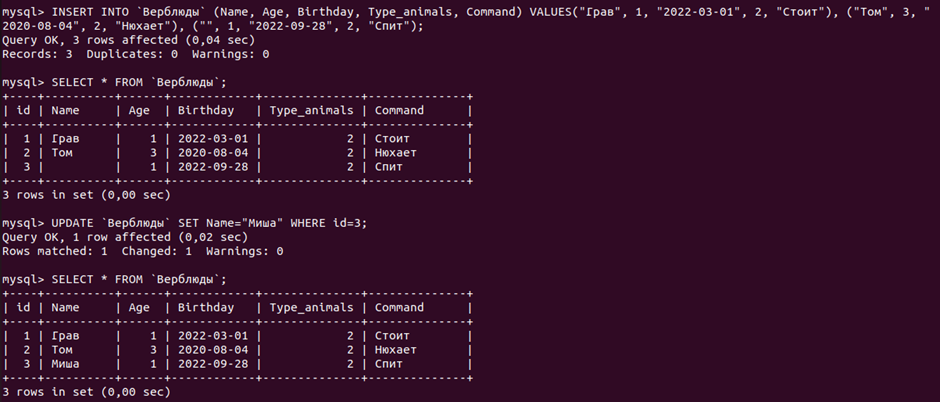 mysql> INSERT INTO `Верблюды` (Name, Age, Birthday, Type_animals, Command) VALUES("Грав", 1, "2022-03-01", 2, "Стоит"), ("Том", 3, "
2020-08-04", 2, "Нюхает"), ("", 1, "2022-09-28", 2, "Спит");
Query OK, 3 rows affected (0,04 sec)
Records: 3  Duplicates: 0  Warnings: 0
mysql> SELECT * FROM `Верблюды`;
+----+----------+------+------------+--------------+--------------+
| id | Name     | Age  | Birthday   | Type_animals | Command      |
+----+----------+------+------------+--------------+--------------+
|  1 | Грав     |    1 | 2022-03-01 |            2 | Стоит        |
|  2 | Том      |    3 | 2020-08-04 |            2 | Нюхает       |
|  3 |          |    1 | 2022-09-28 |            2 | Спит         |
+----+----------+------+------------+--------------+--------------+
3 rows in set (0,00 sec)
mysql> UPDATE `Верблюды` SET Name="Миша" WHERE id=3;
Query OK, 1 row affected (0,02 sec)
Rows matched: 1  Changed: 1  Warnings: 0
mysql> SELECT * FROM `Верблюды`;
+----+----------+------+------------+--------------+--------------+
| id | Name     | Age  | Birthday   | Type_animals | Command      |
+----+----------+------+------------+--------------+--------------+
|  1 | Грав     |    1 | 2022-03-01 |            2 | Стоит        |
|  2 | Том      |    3 | 2020-08-04 |            2 | Нюхает       |
|  3 | Миша     |    1 | 2022-09-28 |            2 | Спит         |
+----+----------+------+------------+--------------+--------------+
3 rows in set (0,00 sec)